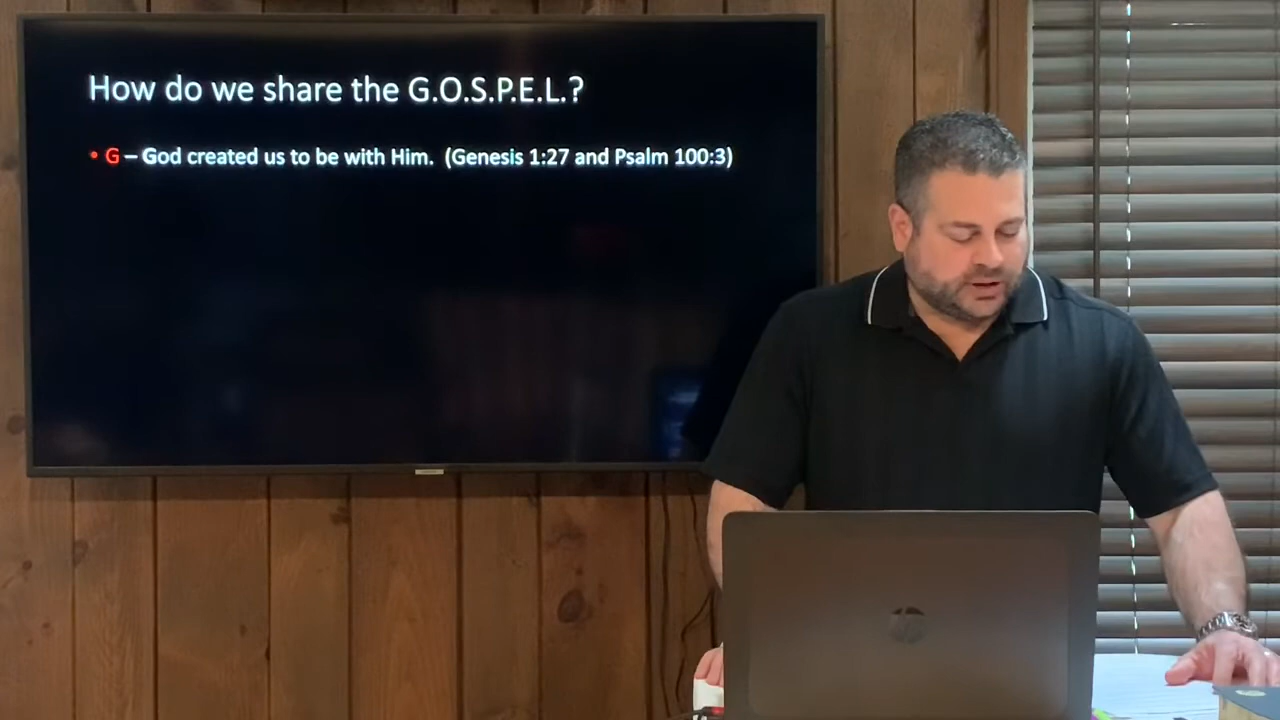 How do we share the G.O.S.P.E.L.?
• G – God created us to be with Him. (Genesis 1:27 and Psalm 100:3)
hp